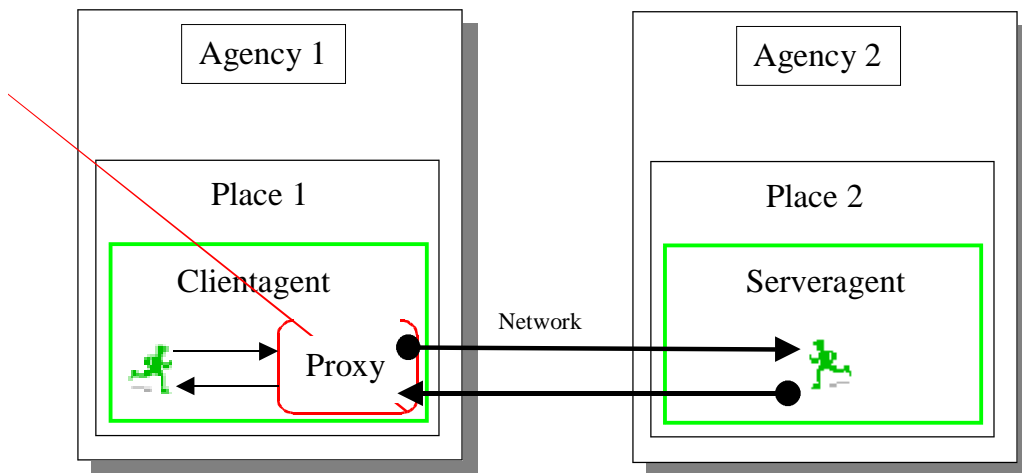 Agency 1
Agency 2
Place 1
Place 2
Clientagent
Serveragent
Network
Proxy